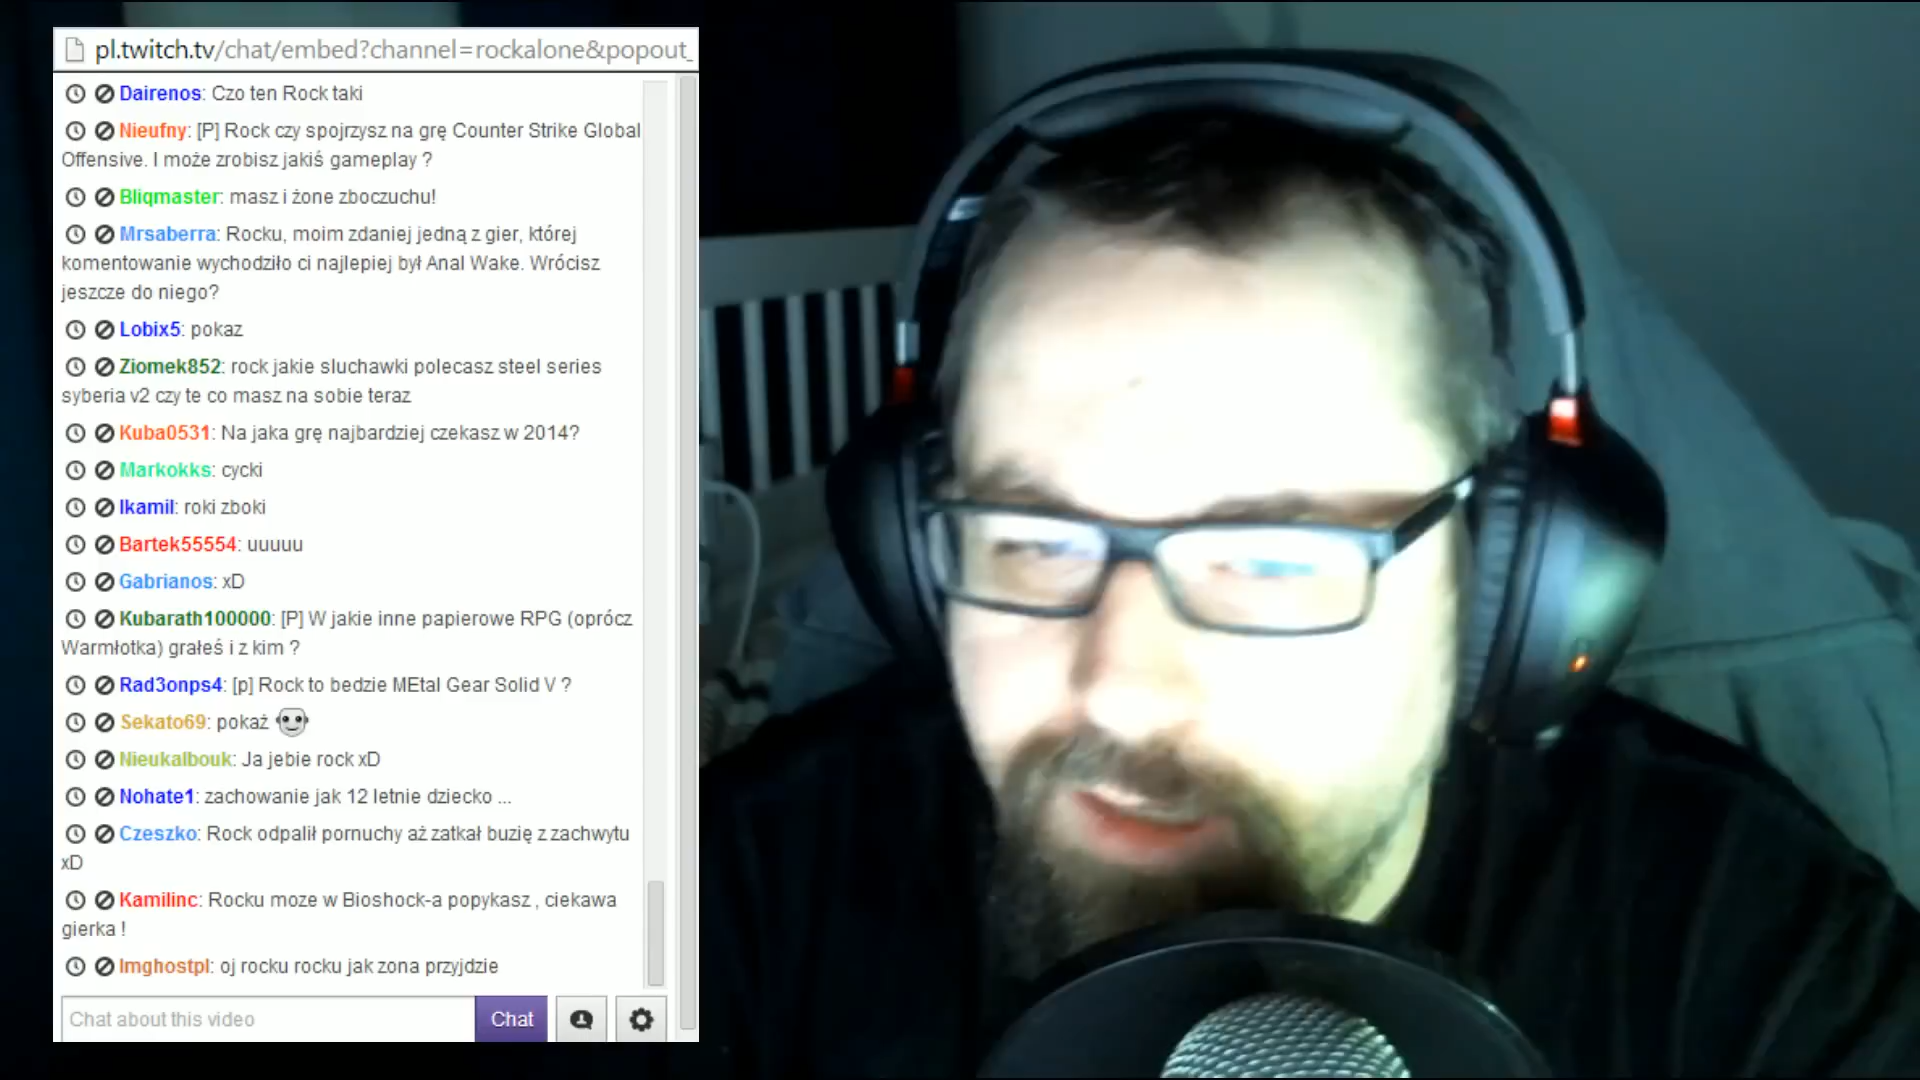 pl.twitch.tv/chat/embed?channel=rockalone&popout_
Dairenos: Czo ten Rock taki
Nieufny: [P] Rock czy spojrzysz na grę Counter Strike Global
Offensive. I może zrobisz jakiś gameplay ?
Bliqmaster: masz i żone zboczuchu!
Mrsaberra: Rocku, moim zdaniej jedną z gier, której
komentowanie wychodziło ci najlepiej był Anal Wake. Wrócisz
jeszcze do niego?
Lobix5: pokaz
Ziomek852: rock jakie sluchawki polecasz steel series
syberia v2 czy te co masz na sobie teraz
Kuba0531: Na jaka grę najbardziej czekasz w 2014?
Markokks: cycki
Ikamil: roki zboki
Bartek55554: uuuuu
Gabrianos: xD
Kubarath100000: [P] W jakie inne papierowe RPG (oprócz
Warmłotka) grałeś i z kim ?
Rad3onps4: [p] Rock to bedzie MEtal Gear Solid V ?
Sekato69: pokaż
Nieukalbouk: Ja jebie rock xD
Nohate1: zachowanie jak 12 letnie dziecko ...
Czeszko: Rock odpalił pornuchy aż zatkał buzię z zachwytu
xD
Kamilinc: Rocku moze w Bioshock-a popykasz , ciekawa
gierka !
Imghostpl: oj rocku rocku jak zona przyjdzie
Chat about this video
Chat